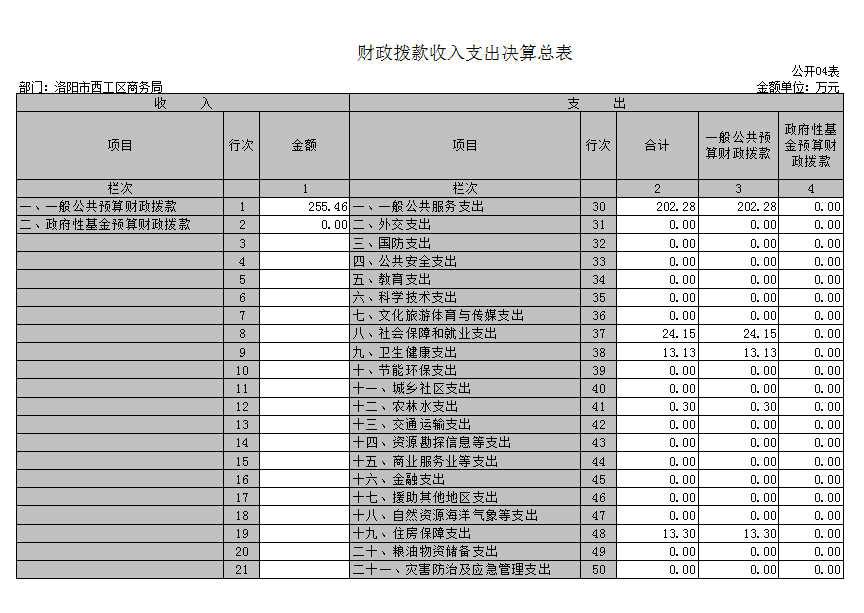 财政拨款收入支出决算总表
公开04表
部门：洛阳市西工区商务局 金额单位：万元
收 入 支 出
项目 行次 金额 项目 行次 合计 一般公共预算财政拨款 政府性基金预算财政拨款
栏次 1 栏次 2 3 4
一、一般公共预算财政拨款 1 255.46 一、一般公共服务支出 30 202.28 202.28 0.00
二、政府性基金预算财政拨款 2 0.00 二、外交支出 31 0.00 0.00 0.00
3 三、国防支出 32 0.00 0.00 0.00
4 四、公共安全支出 33 0.00 0.00 0.00
5 五、教育支出 34 0.00 0.00 0.00
6 六、科学技术支出 35 0.00 0.00 0.00
7 七、文化旅游体育与传媒支出 36 0.00 0.00 0.00
8 八、社会保障和就业支出 37 24.15 24.15 0.00
9 九、卫生健康支出 38 13.13 13.13 0.00
10 十、节能环保支出 39 0.00 0.00 0.00
11 十一、城乡社区支出 40 0.00 0.00 0.00
12 十二、农林水支出 41 0.30 0.30 0.00
13 十三、交通运输支出 42 0.00 0.00 0.00
14 十四、资源勘探信息等支出 43 0.00 0.00 0.00
15 十五、商业服务业等支出 44 0.00 0.00 0.00
16 十六、金融支出 45 0.00 0.00 0.00
17 十七、援助其他地区支出 46 0.00 0.00 0.00
18 十八、自然资源海洋气象等支出 47 0.00 0.00 0.00
19 十九、住房保障支出 48 13.30 13.30 0.00
20 二十、粮油物资储备支出 49 0.00 0.00 0.00
21 二十一、灾害防治及应急管理支出 50 0.00 0.00 0.00